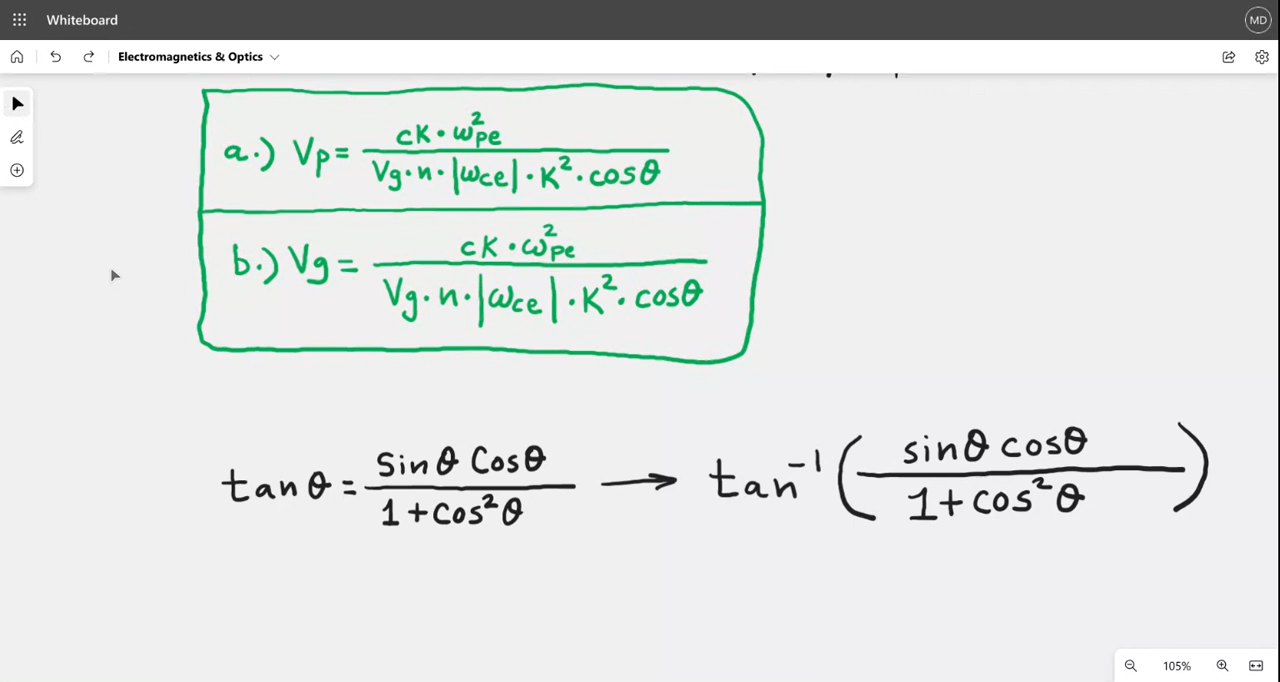 Whiteboard
MD
Electromagnetics & Optics
a.) Vp = cK · ω²pe / Vg · n · |ωce| · K² · cosθ
b.) Vg = cK · ω²pe / Vg · n · |ωce| · K² · cosθ
tanθ = Sinθ Cosθ / 1 + cos²θ → tan⁻¹ ( sinθ cosθ / 1 + cos²θ )
105%